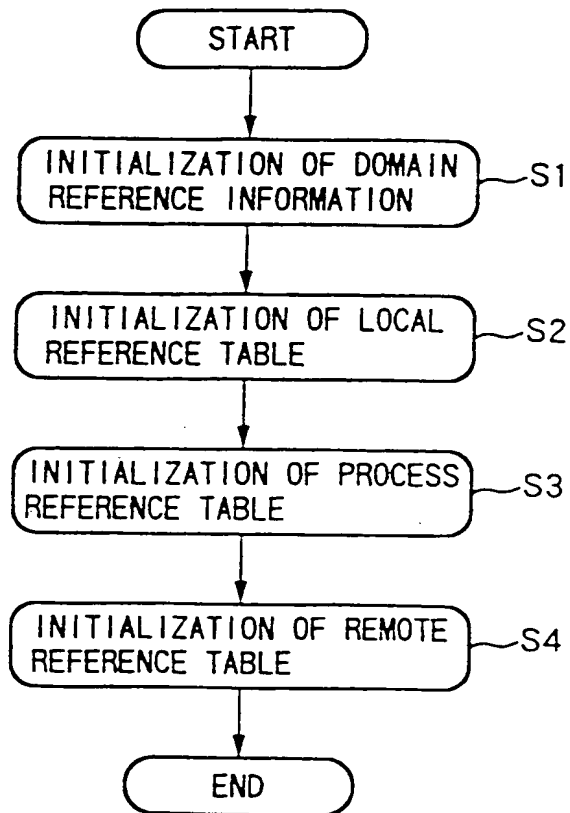 START
INITIALIZATION OF DOMAIN
REFERENCE INFORMATION
S1
INITIALIZATION OF LOCAL
REFERENCE TABLE
S2
INITIALIZATION OF PROCESS
REFERENCE TABLE
S3
INITIALIZATION OF REMOTE
REFERENCE TABLE
S4
END